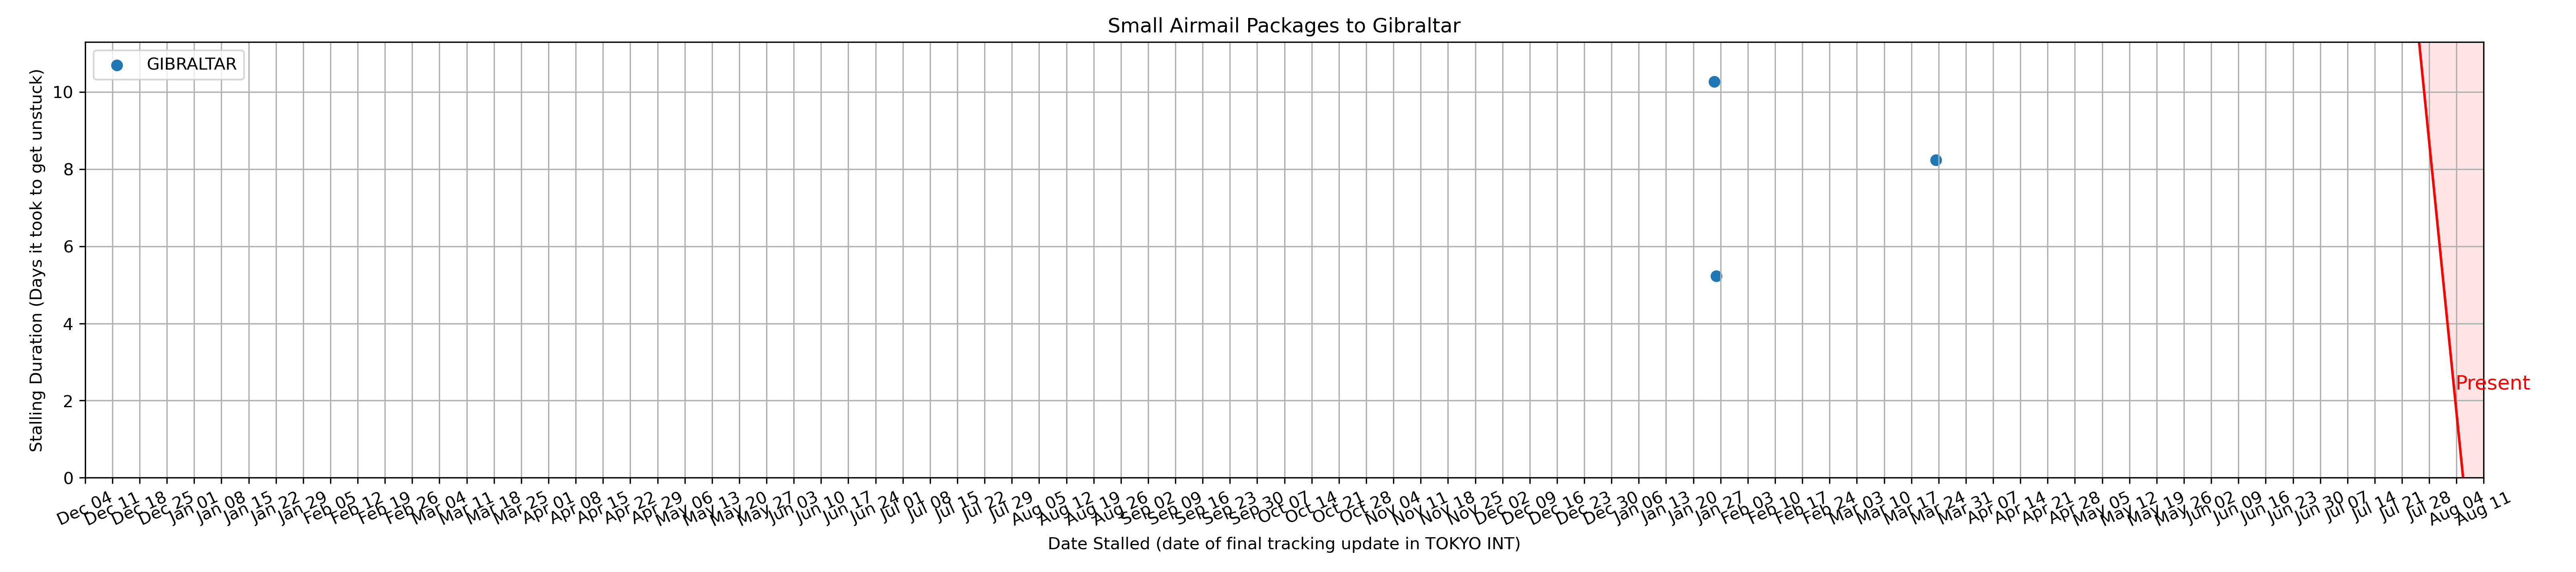 Small Airmail Packages to Gibraltar
GIBRALTAR
Stalling Duration (Days it took to get unstuck)
10
8
6
4
2
0
Present
Dec 04
Dec 11
Dec 18
Dec 25
Jan 01
Jan 08
Jan 15
Jan 22
Jan 29
Feb 05
Feb 12
Feb 19
Feb 26
Mar 04
Mar 11
Mar 18
Mar 25
Apr 01
Apr 08
Apr 15
Apr 22
Apr 29
May 06
May 13
May 20
May 27
Jun 03
Jun 10
Jun 17
Jun 24
Jul 01
Jul 08
Jul 15
Jul 22
Jul 29
Aug 05
Aug 12
Aug 19
Aug 26
Sep 02
Sep 09
Sep 16
Sep 23
Sep 30
Oct 07
Oct 14
Oct 21
Oct 28
Nov 04
Nov 11
Nov 18
Nov 25
Dec 02
Dec 09
Dec 16
Dec 23
Dec 30
Jan 06
Jan 13
Jan 20
Jan 27
Feb 03
Feb 10
Feb 17
Feb 24
Mar 03
Mar 10
Mar 17
Mar 24
Mar 31
Apr 07
Apr 14
Apr 21
Apr 28
May 05
May 12
May 19
May 26
Jun 02
Jun 09
Jun 16
Jun 23
Jun 30
Jul 07
Jul 14
Jul 21
Jul 28
Aug 04
Aug 11
Date Stalled (date of final tracking update in TOKYO INT)